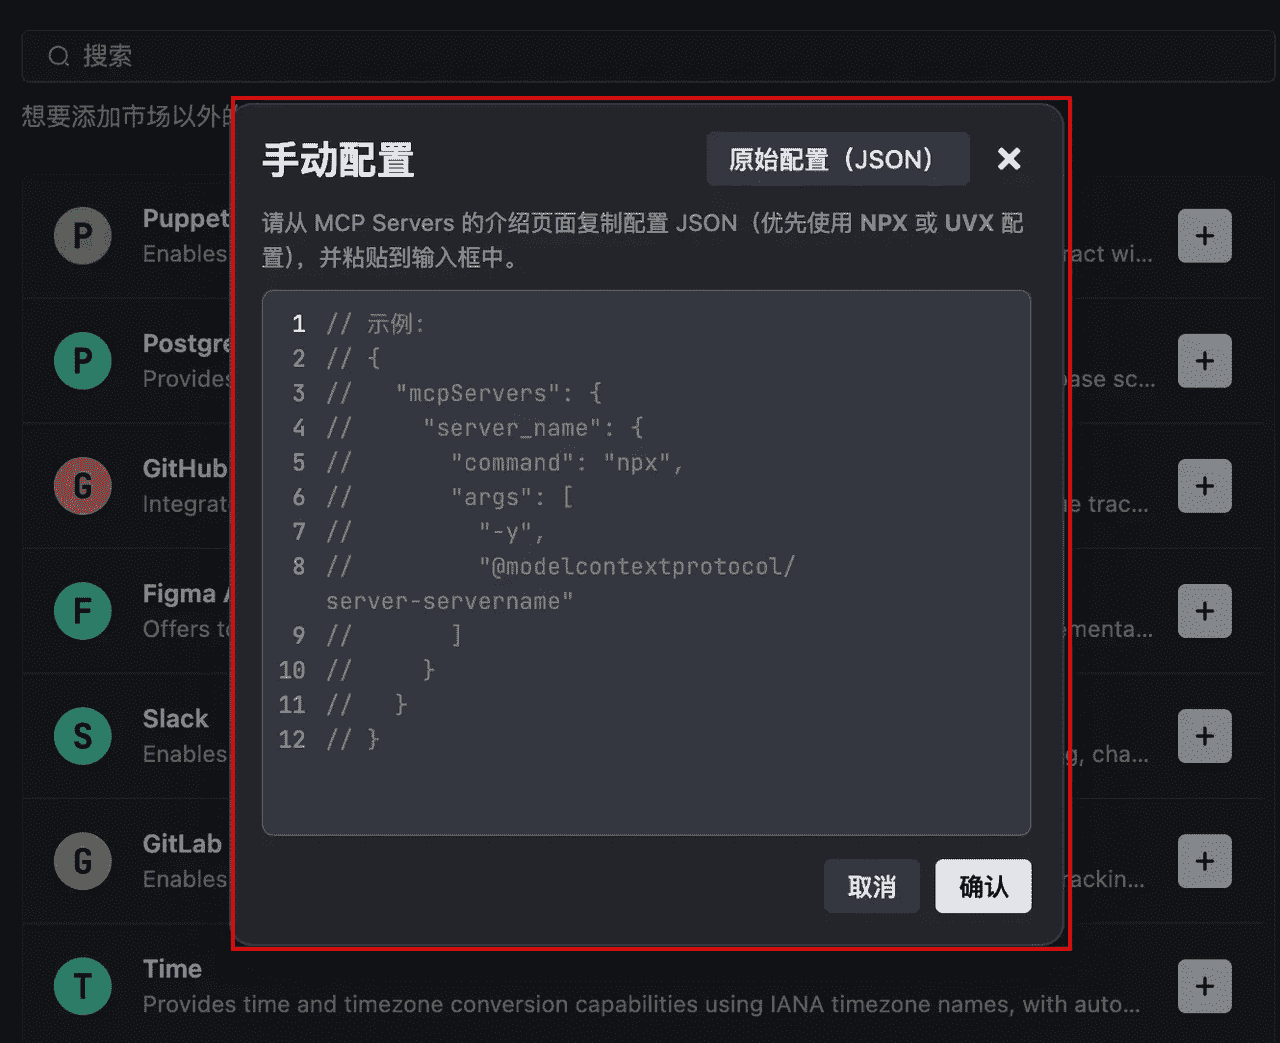 搜索
想要添加市场以外
手动配置
原始配置（JSON）
请从 MCP Servers 的介绍页面复制配置 JSON（优先使用 NPX 或 UVX 配
置），并粘贴到输入框中。
1 // 示例：
2 // {
3 //   "mcpServers": {
4 //     "server_name": {
5 //       "command": "npx",
6 //       "args": [
7 //         "-y",
8 //         "@modelcontextprotocol/
server-servername"
9 //       ]
10 //     }
11 //   }
12 // }
取消
确认
P
Puppet
Enables
ract wi...
+
P
Postgre
Provides
ase sc...
+
G
GitHub
Integrat
e trac...
+
F
Figma A
Offers to
menta...
+
S
Slack
Enables
g, cha...
+
G
GitLab
Enables
rackin...
+
T
Time
Provides time and timezone conversion capabilities using IANA timezone names, with auto...
+